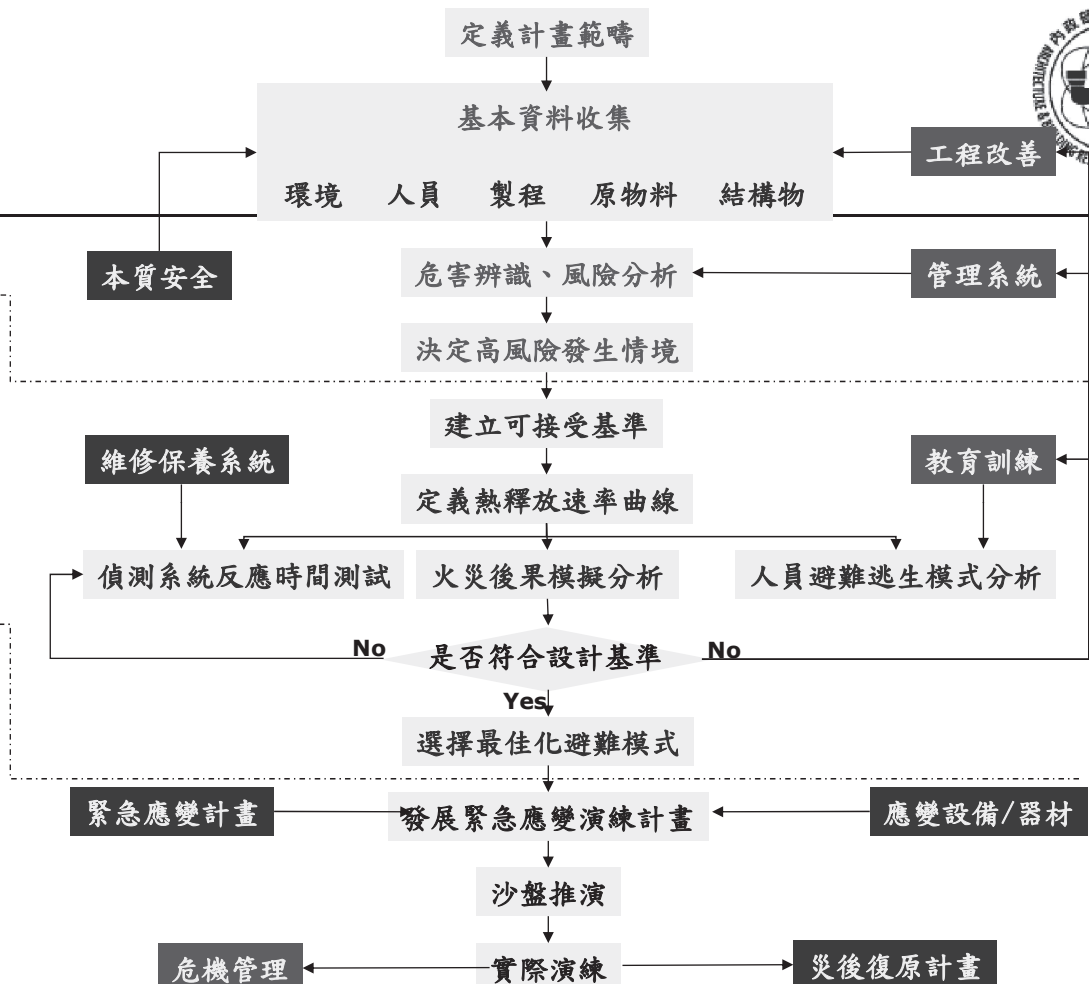 定義計畫範疇
基本資料收集
工程改善
環境 人員 製程 原物料 結構物
本質安全
危害辨識、風險分析
管理系統
決定高風險發生情境
建立可接受基準
維修保養系統
教育訓練
定義熱釋放速率曲線
偵測系統反應時間測試
火災後果模擬分析
人員避難逃生模式分析
No
是否符合設計基準
No
Yes
選擇最佳化避難模式
緊急應變計畫
發展緊急應變演練計畫
應變設備/器材
沙盤推演
危機管理
實際演練
災後復原計畫